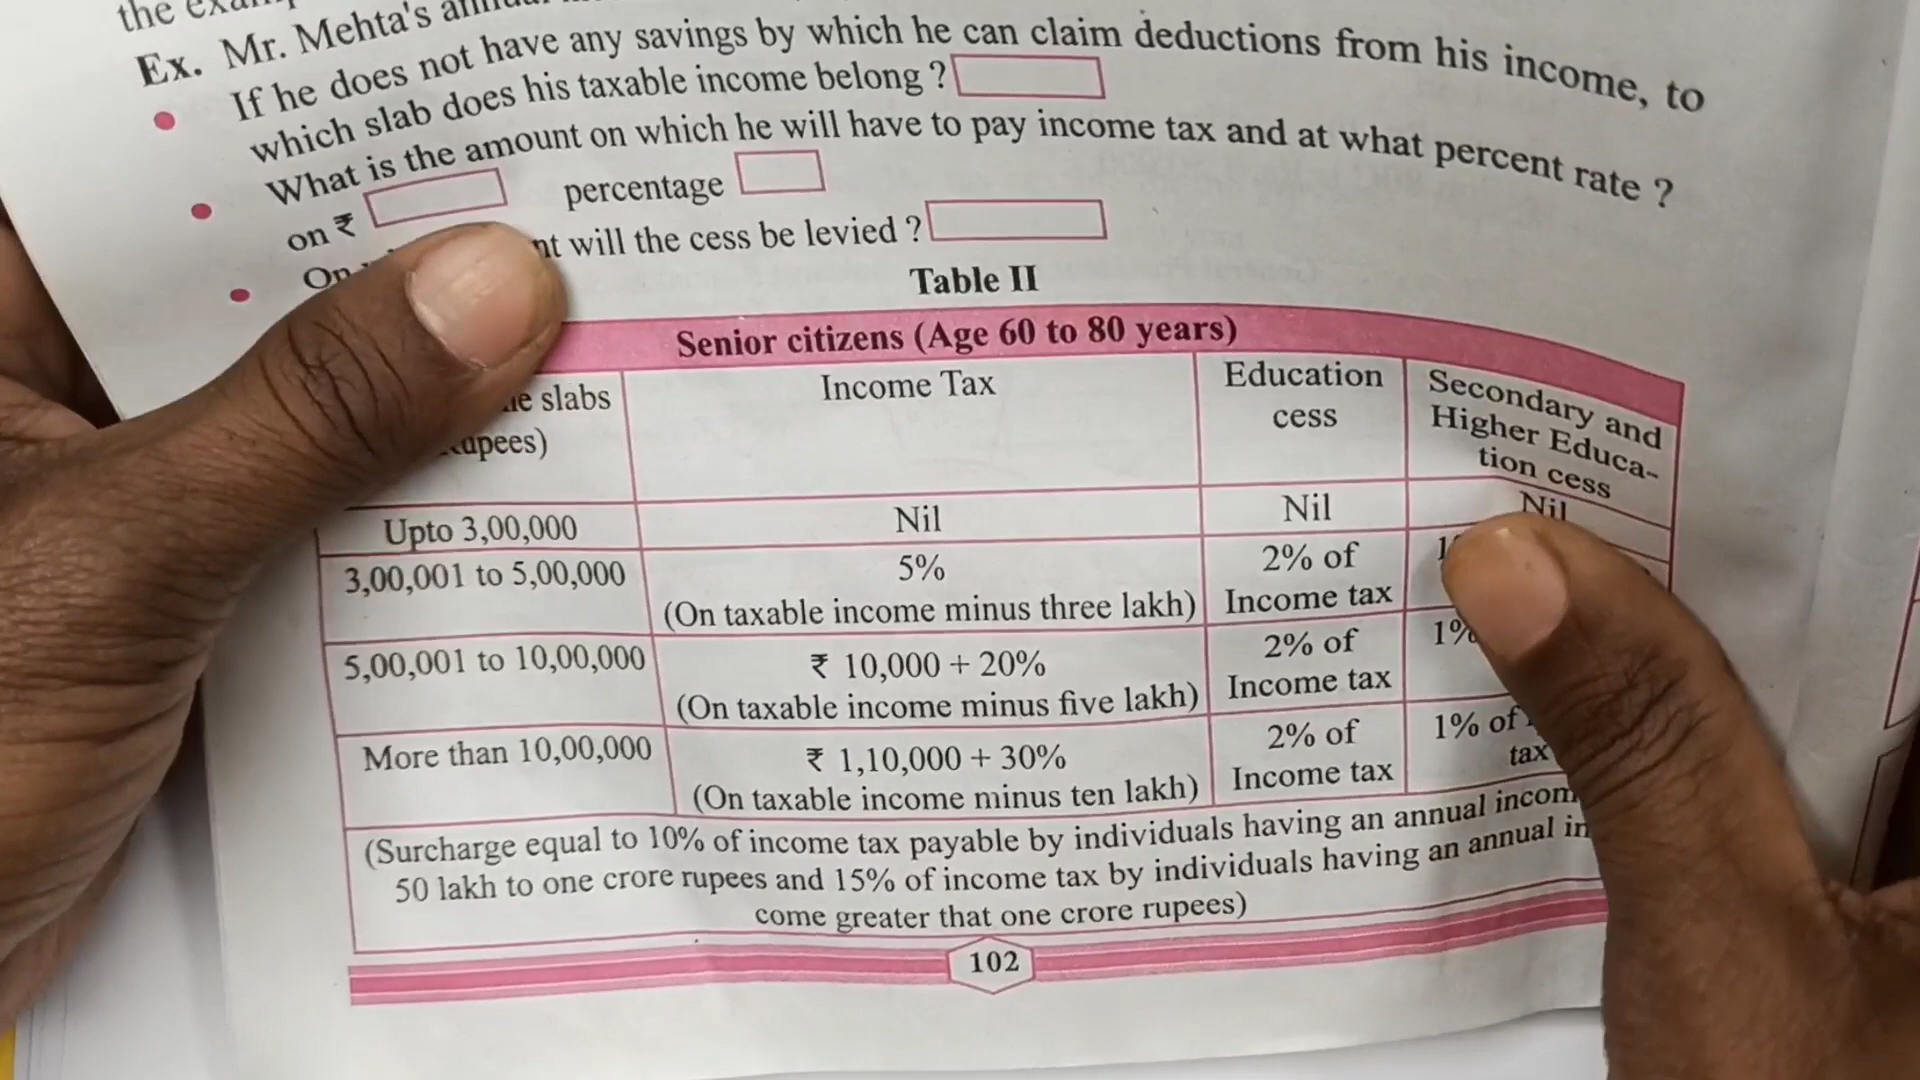 the
Ex. Mr. Mehta's
If he does not have any savings by which he can claim deductions from his income, to
which slab does his taxable income belong ?
What is the amount on which he will have to pay income tax and at what percent rate ?
on ₹ percentage
On will the cess be levied ?
Table II
Senior citizens (Age 60 to 80 years)
slabs
Income Tax
Education
cess
Secondary and
Higher Educa-
tion cess
Upto 3,00,000
Nil
Nil
Nil
3,00,001 to 5,00,000
5%
(On taxable income minus three lakh)
2% of
Income tax
5,00,001 to 10,00,000
₹ 10,000 + 20%
(On taxable income minus five lakh)
2% of
Income tax
1%
More than 10,00,000
₹ 1,10,000 + 30%
(On taxable income minus ten lakh)
2% of
Income tax
1% of
tax
(Surcharge equal to 10% of income tax payable by individuals having an annual
50 lakh to one crore rupees and 15% of income tax by individuals having an annual
come greater that one crore rupees)
102